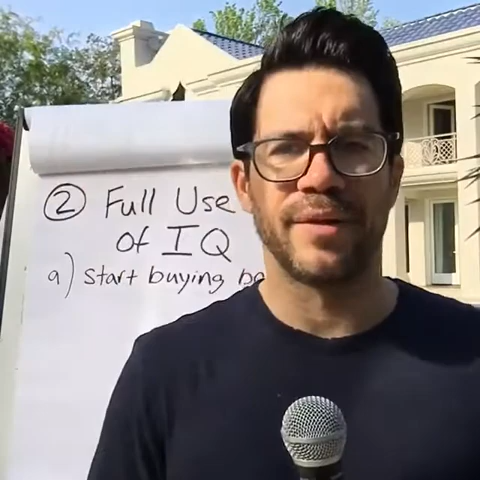 ② Full Use
of IQ
a) start buying